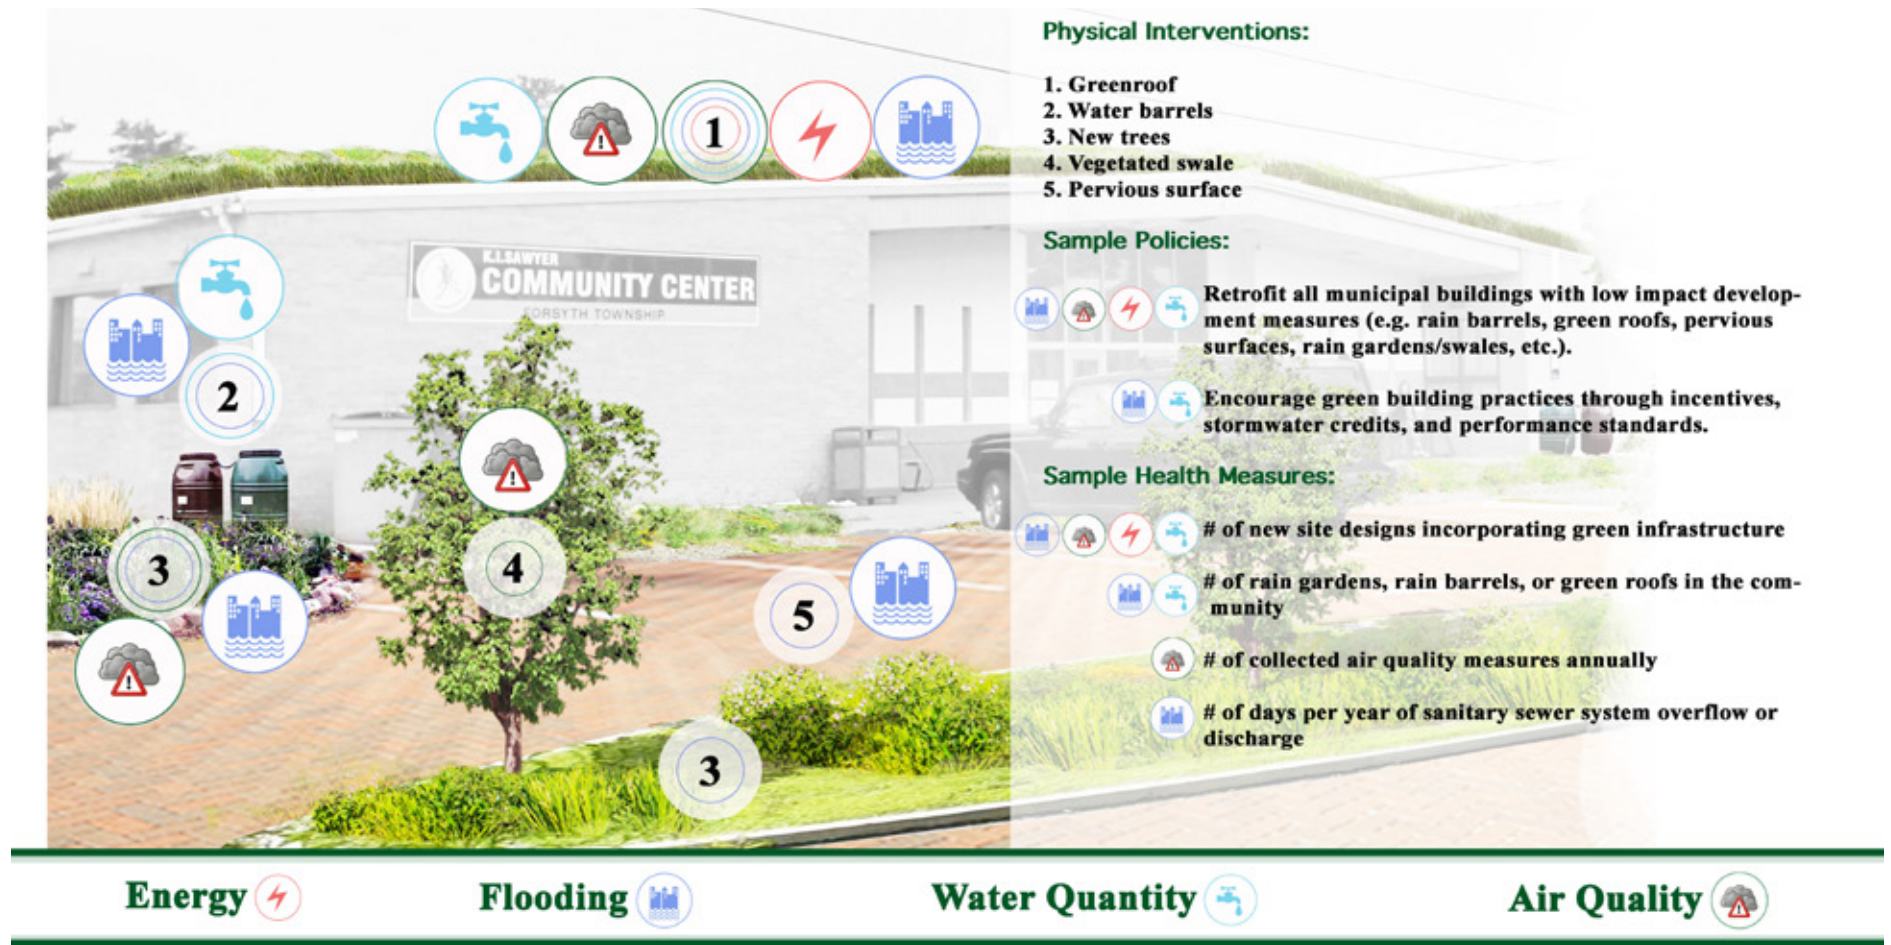 Physical Interventions:
1. Greenroof
2. Water barrels
3. New trees
4. Vegetated swale
5. Pervious surface
Sample Policies:
Retrofit all municipal buildings with low impact develop-
ment measures (e.g. rain barrels, green roofs, pervious
surfaces, rain gardens/swales, etc.).
Encourage green building practices through incentives,
stormwater credits, and performance standards.
Sample Health Measures:
# of new site designs incorporating green infrastructure
# of rain gardens, rain barrels, or green roofs in the com-
munity
# of collected air quality measures annually
# of days per year of sanitary sewer system overflow or
discharge
1
K.I.SAWYER
COMMUNITY CENTER
FORSYTH TOWNSHIP
2
3
4
5
3
Energy
Flooding
Water Quantity
Air Quality